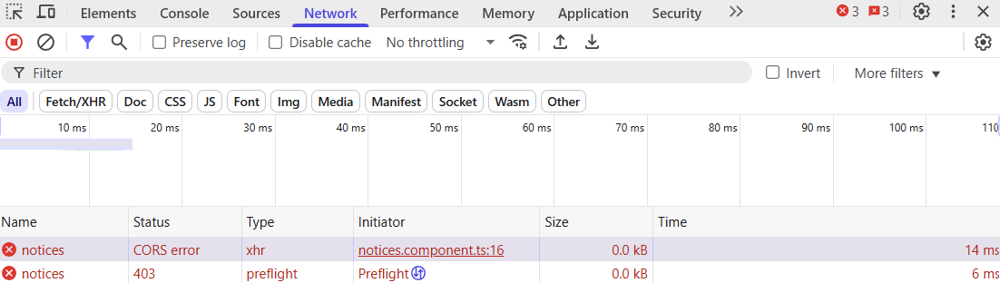 Elements Console Sources Network Performance Memory Application Security 3 3
Preserve log Disable cache No throttling
Filter Invert More filters
All Fetch/XHR Doc CSS JS Font Img Media Manifest Socket Wasm Other
10 ms 20 ms 30 ms 40 ms 50 ms 60 ms 70 ms 80 ms 90 ms 100 ms 110
Name Status Type Initiator Size Time
notices CORS error xhr notices.component.ts:16 0.0 kB 14 ms
notices 403 preflight Preflight 0.0 kB 6 ms